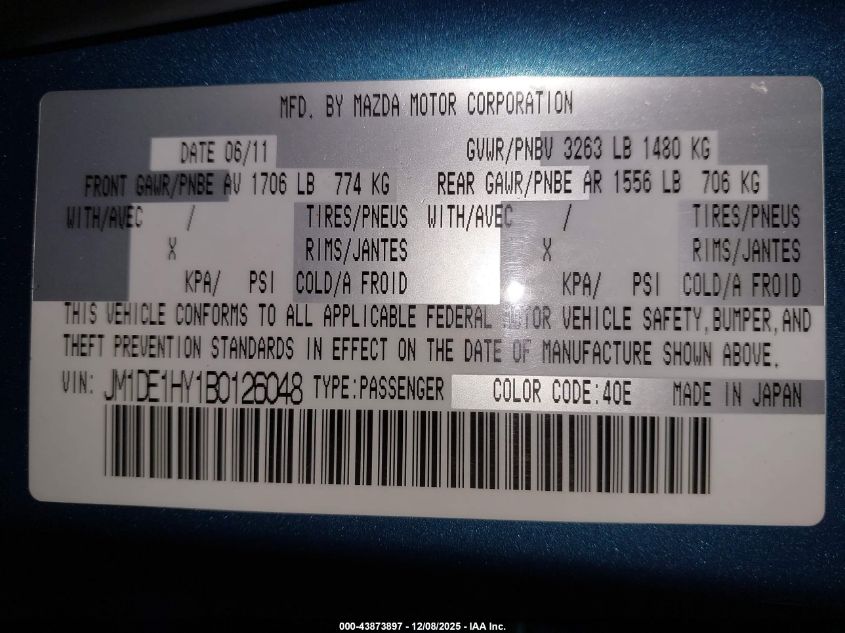 MFD. BY MAZDA MOTOR CORPORATION
DATE 06/11 GVWR/PNBV 3263 LB 1480 KG
FRONT GAWR/PNBE AV 1706 LB 774 KG REAR GAWR/PNBE AR 1556 LB 706 KG
WITH/AVEC / TIRES/PNEUS WITH/AVEC / TIRES/PNEUS
X RIMS/JANTES X RIMS/JANTES
KPA/ PSI COLD/A FROID KPA/ PSI COLD/A FROID
THIS VEHICLE CONFORMS TO ALL APPLICABLE FEDERAL MOTOR VEHICLE SAFETY, BUMPER, AND
THEFT PREVENTION STANDARDS IN EFFECT ON THE DATE OF MANUFACTURE SHOWN ABOVE.
VIN: JM1DE1HY1B0126048 TYPE:PASSENGER COLOR CODE:40E MADE IN JAPAN
000-43873897 - 12/08/2025 - IAA Inc.